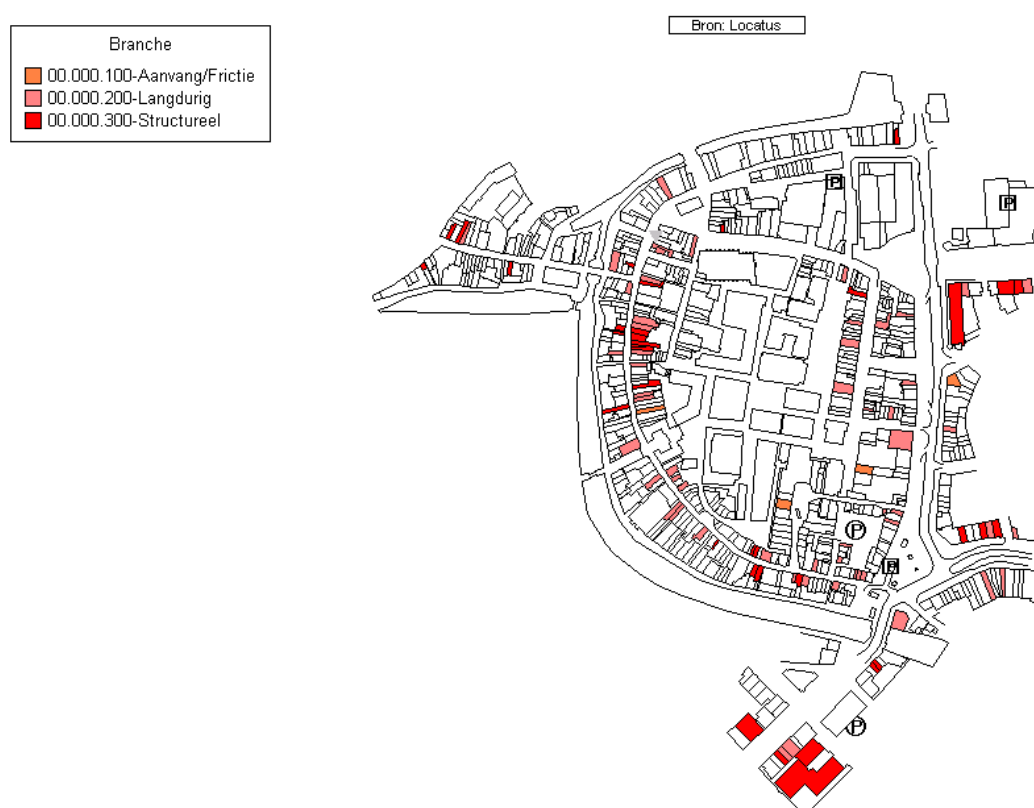 Bron: Locatus
Branche
00.000.100-Aanvang/Frictie
00.000.200-Langdurig
00.000.300-Structureel
P
P
P
P
P